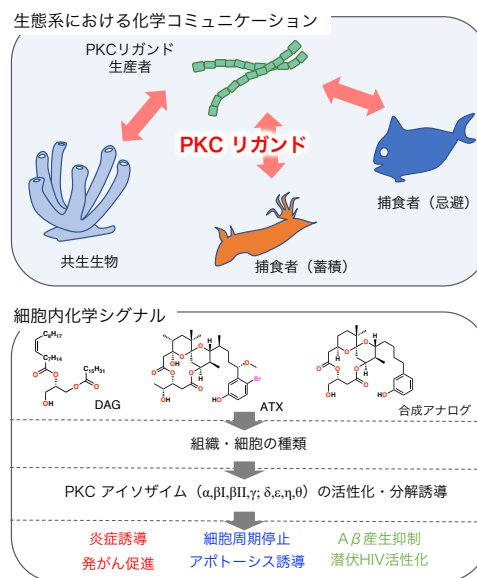 生態系における化学コミュニケーション
PKCリガンド
生産者
PKC リガンド
捕食者（忌避）
共生生物
捕食者（蓄積）
細胞内化学シグナル
C₈H₁₇
C₇H₁₄
C₁₅H₃₁
O
O
O
O
OH
DAG
O
O
OH
O
O
O
O
OH
OH
O
Br
HO
ATX
O
O
O
O
O
O
OH
HO
合成アナログ
組織・細胞の種類
PKC アイソザイム（α,βI,βII,γ; δ,ε,η,θ）の活性化・分解誘導
炎症誘導
細胞周期停止
Aβ産生抑制
発がん促進
アポトーシス誘導
潜伏HIV活性化